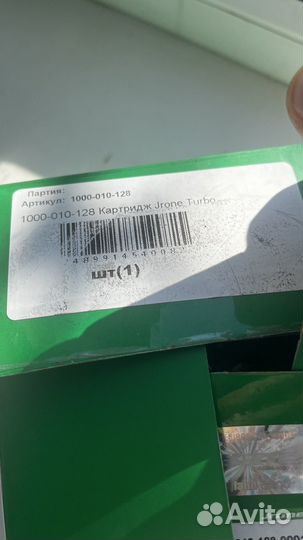 Партия:
Артикул: 1000-010-128
1000-010-128 Картридж Jrone Turbo
шт(1)
Avito